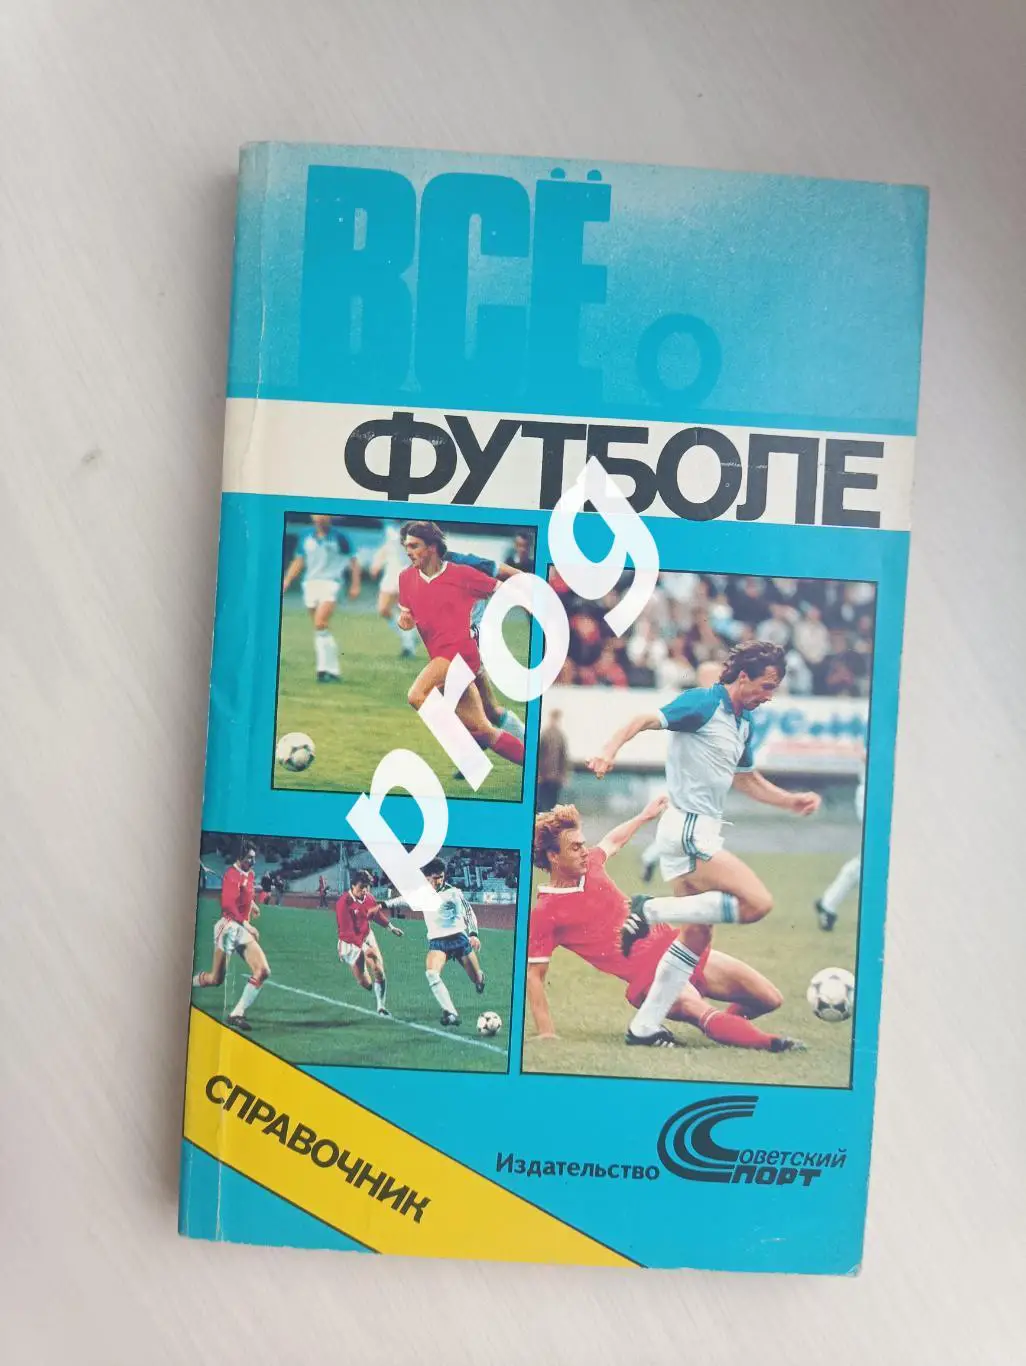 ВСЁ
О
ФУТБОЛЕ
prog
СПРАВОЧНИК
Издательство
Советский
Спорт